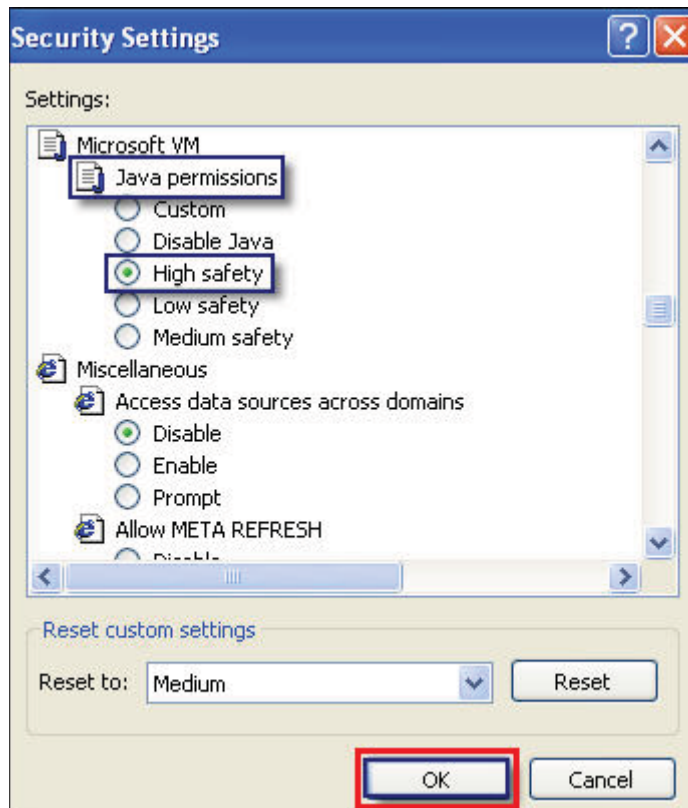 Security Settings
Settings:
Microsoft VM
Java permissions
Custom
Disable Java
High safety
Low safety
Medium safety
Miscellaneous
Access data sources across domains
Disable
Enable
Prompt
Allow META REFRESH
Disable
Reset custom settings
Reset to: Medium Reset
OK Cancel